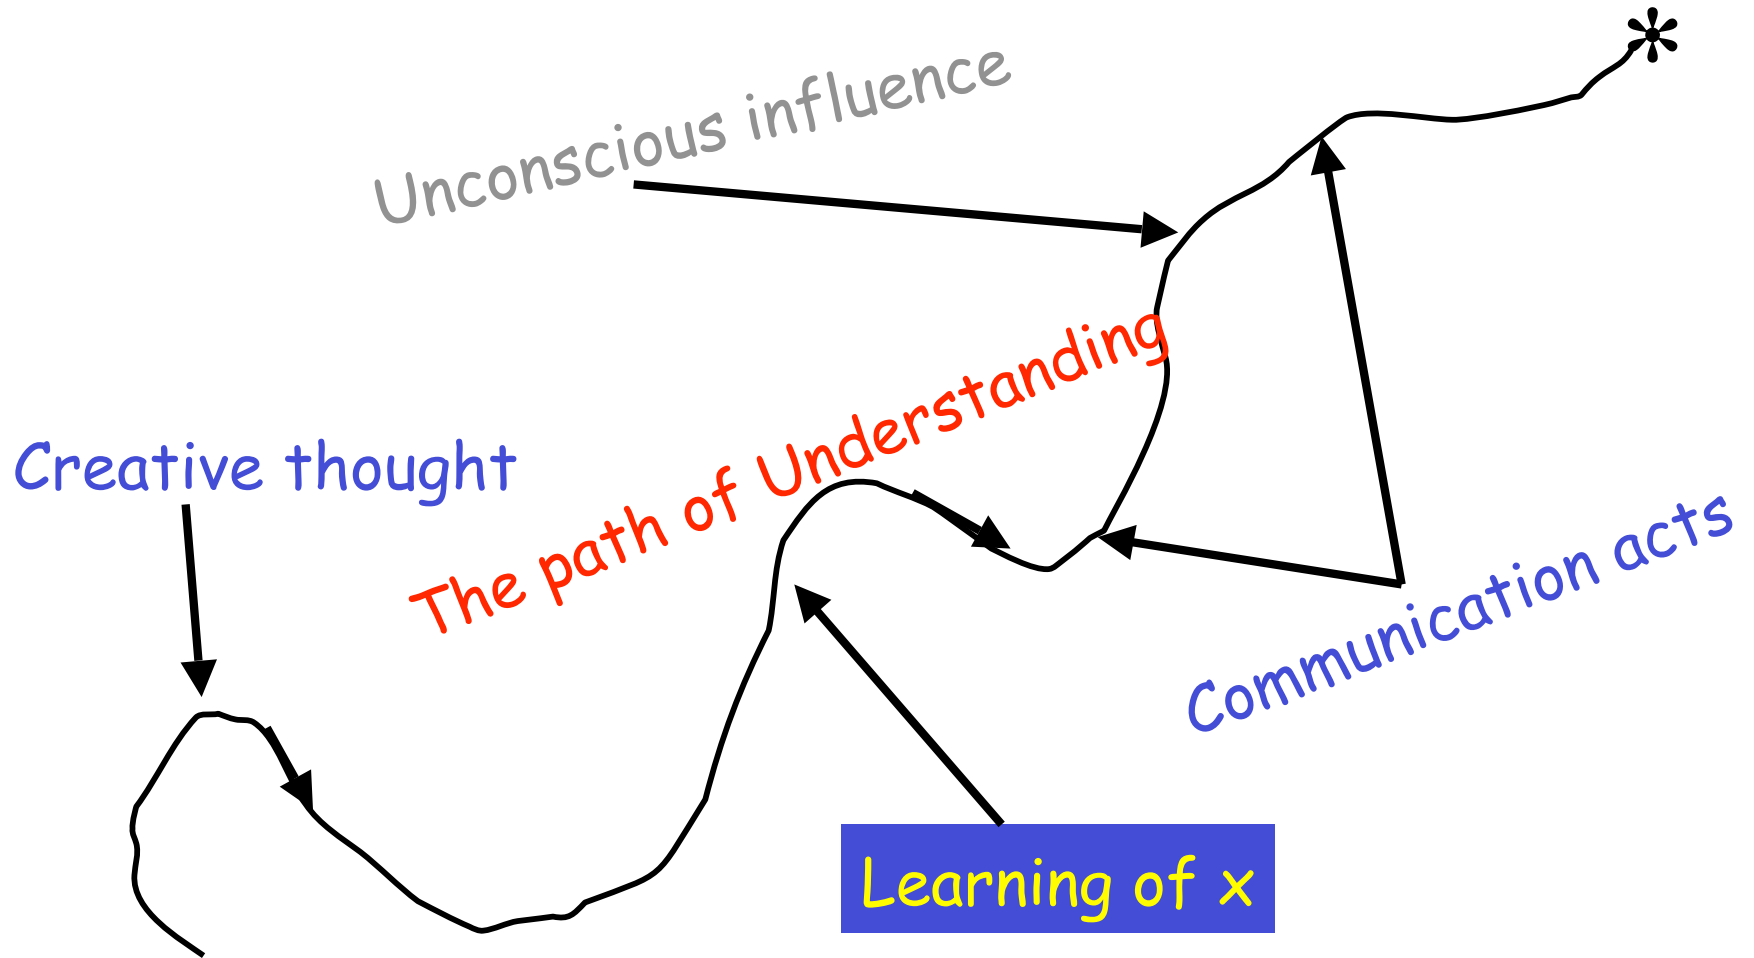 Unconscious influence
The path of Understanding
Creative thought
Communication acts
Learning of x
*